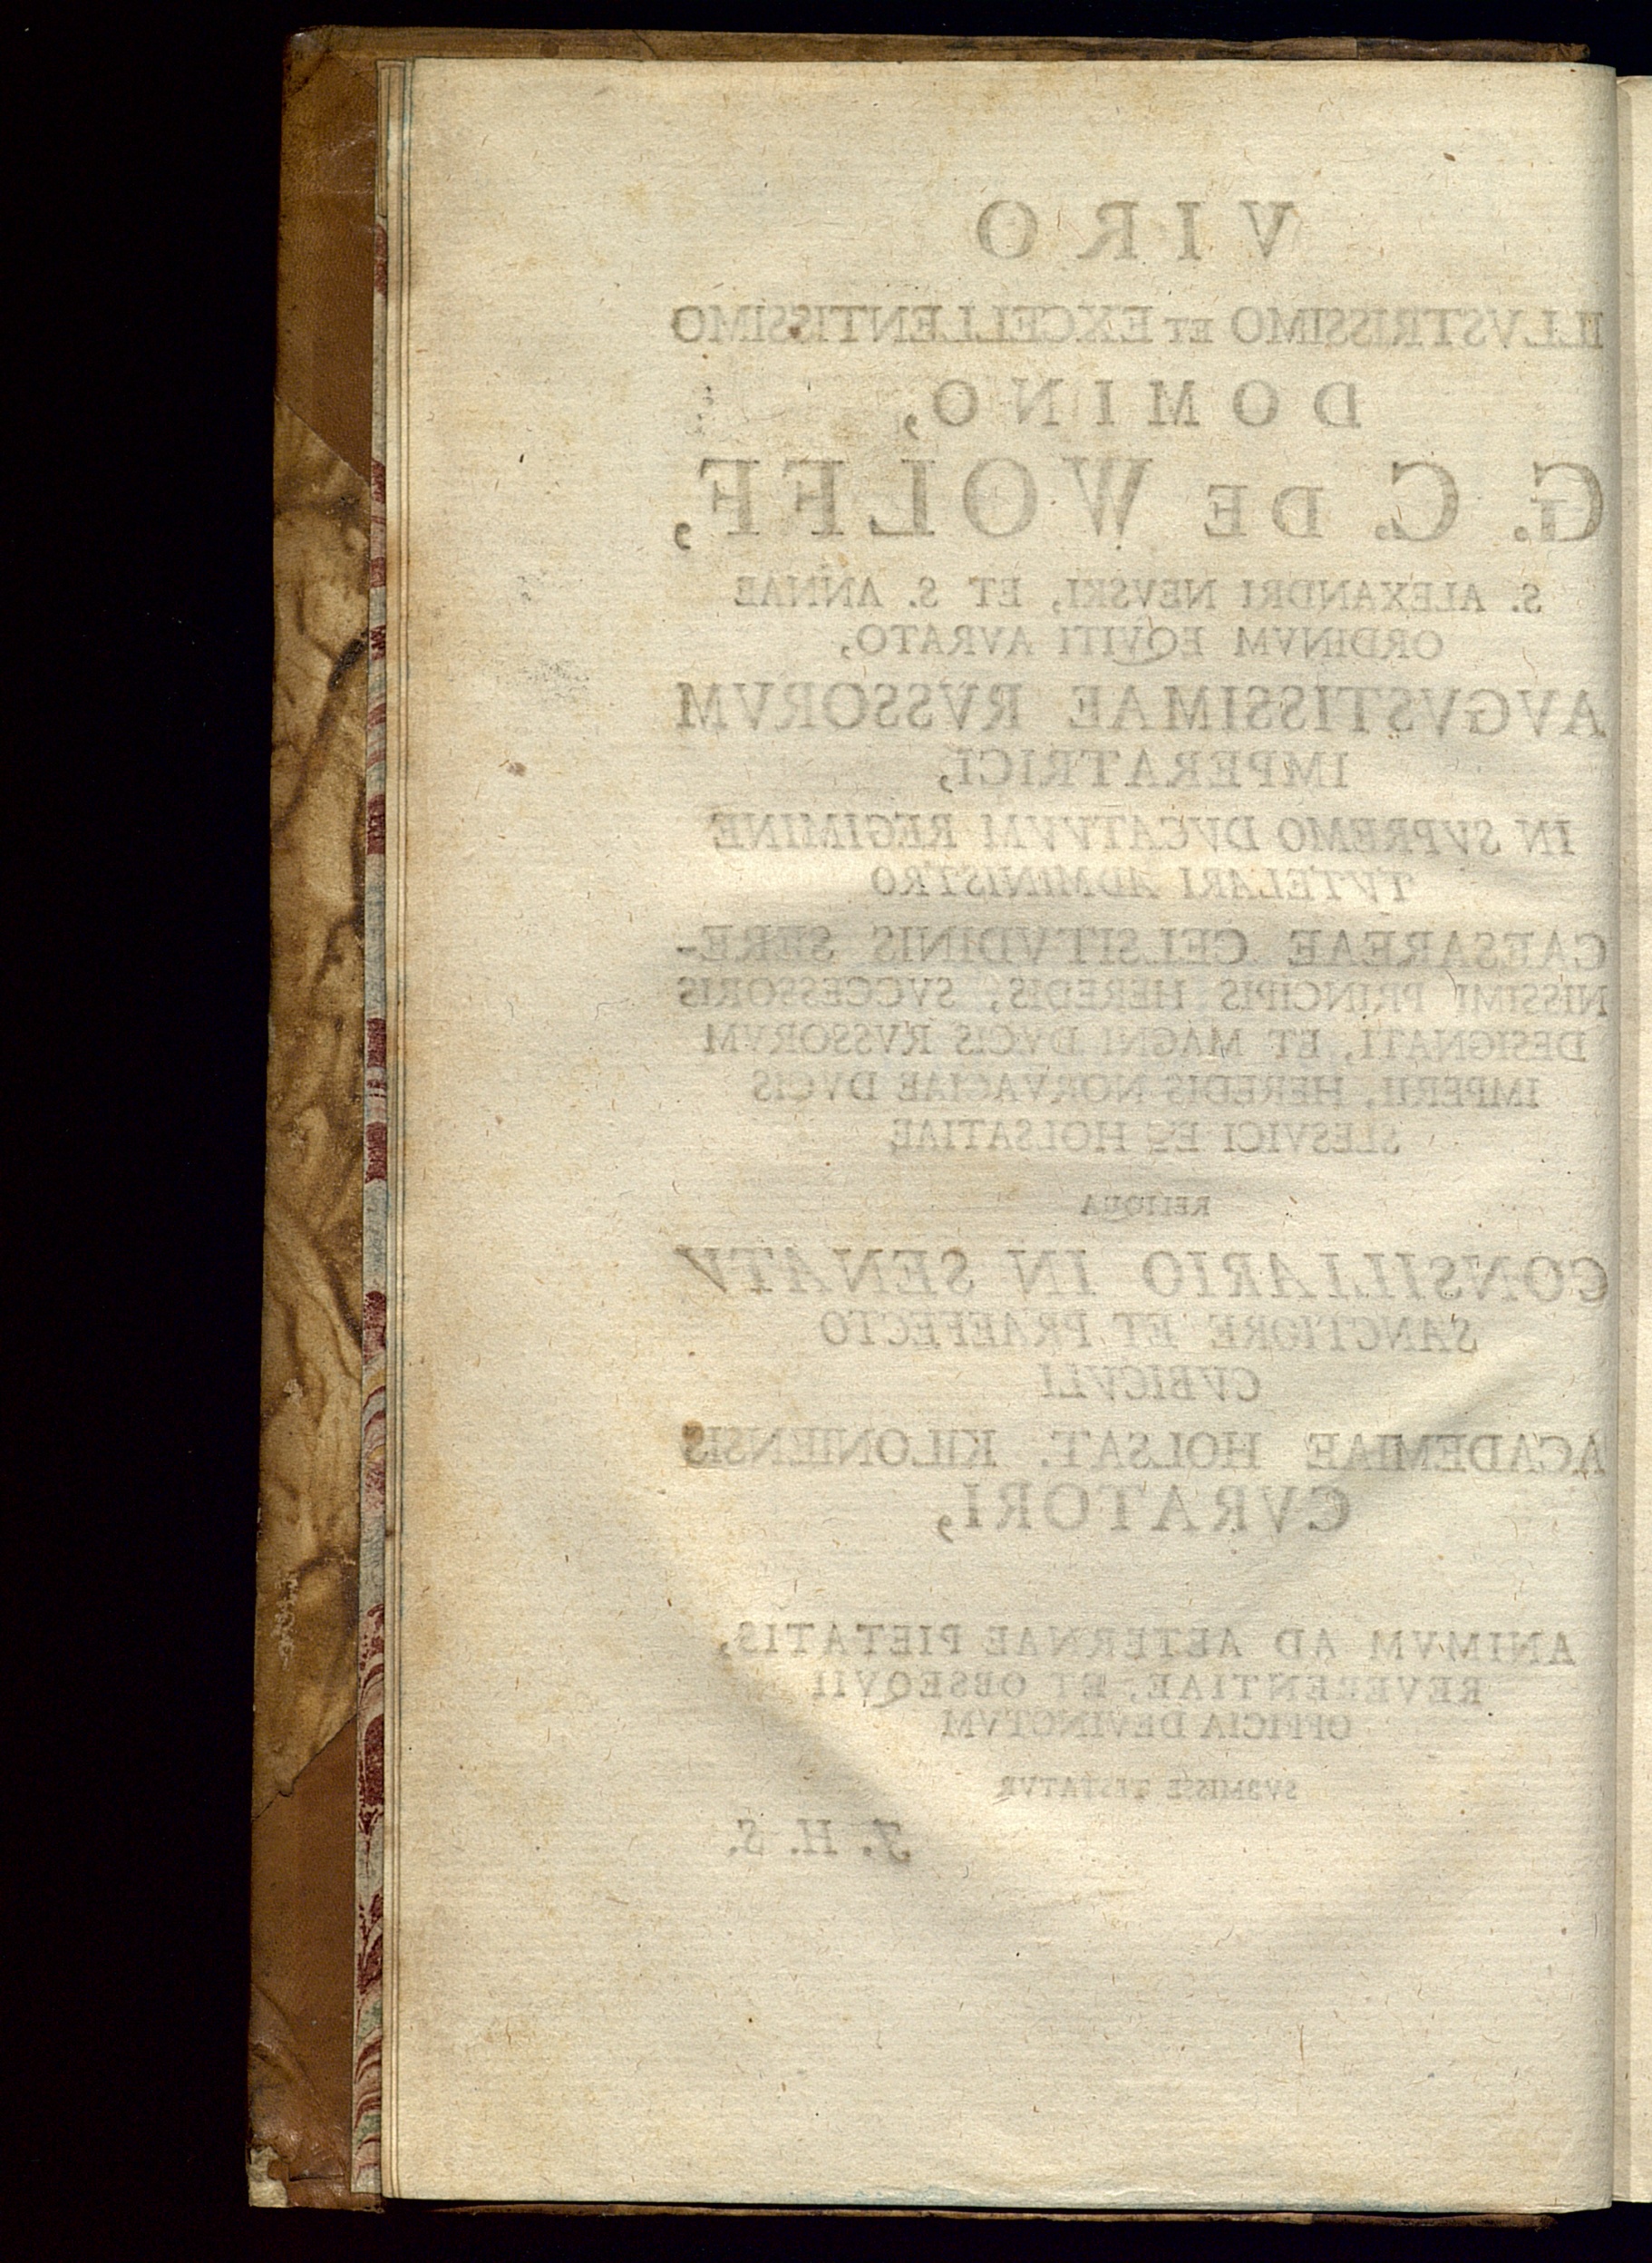 VIRO
ILLVSTRISSIMO ET EXCELLENTISSIMO
DOMINO,
G. C. DE WOLFF,
S. ALEXANDRI NEVSKI, ET S. ANNAE
ORDINVM EQVITI AVRATO,
AVGVSTISSIMAE RVSSORVM
IMPERATRICI,
IN SVPREMO DVCATVVM REGIMINE
TVTELARI ADMINISTRO
CAESAREAE CELSITVDINIS SERE-
NISSIMI PRINCIPIS HEREDIS, SVCCESSORIS
DESIGNATI, ET MAGNI DVCIS RVSSORVM
IMPERII, HEREDIS NORVAGIAE DVCIS
SLESVICI ET HOLSATIAE
RELIQUA
CONSILIARIO IN SENATV
SANCTIORE ET PRAEFECTO
CVBICVLI
ACADEMIAE HOLSAT. KILONIENSIS
CVRATORI,
ANIMVM AD AETERNAE PIETATIS,
REVERENTIAE, ET OBSEQVII
OFFICIA DEVINCTVM
SVBMISSE TESTATVR
J. H. S.